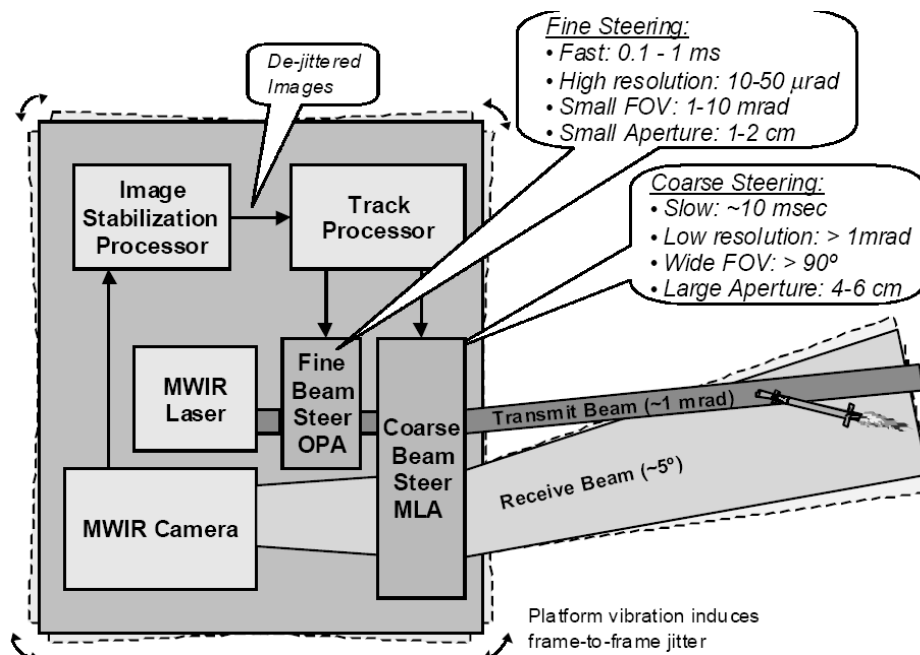 De-jittered
Images
Fine Steering:
• Fast: 0.1 - 1 ms
• High resolution: 10-50 μrad
• Small FOV: 1-10 mrad
• Small Aperture: 1-2 cm
Image
Stabilization
Processor
Track
Processor
Coarse Steering:
• Slow: ~10 msec
• Low resolution: > 1mrad
• Wide FOV: > 90º
• Large Aperture: 4-6 cm
MWIR
Laser
Fine
Beam
Steer
OPA
Coarse
Beam
Steer
MLA
Transmit Beam (~1 mrad)
Receive Beam (~5º)
MWIR Camera
Platform vibration induces
frame-to-frame jitter